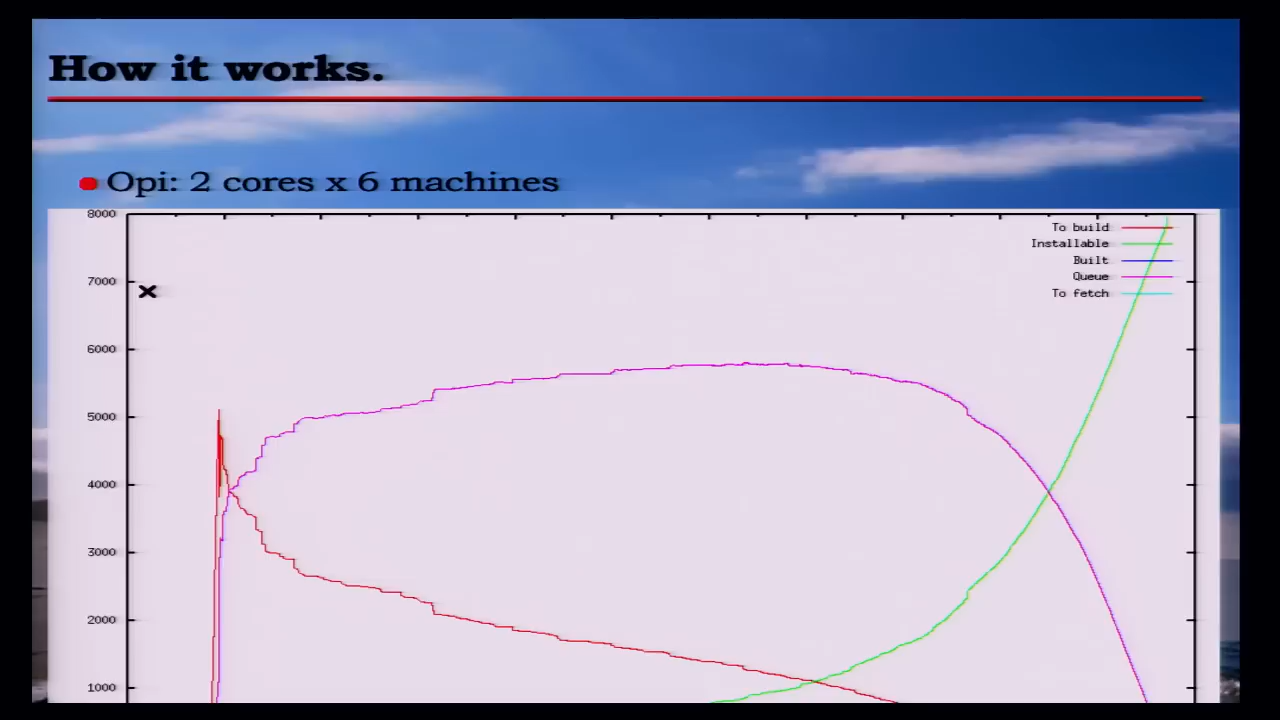 How it works.
Opi: 2 cores x 6 machines
8000
7000
6000
5000
4000
3000
2000
1000
To build
Installable
Built
Queue
To fetch